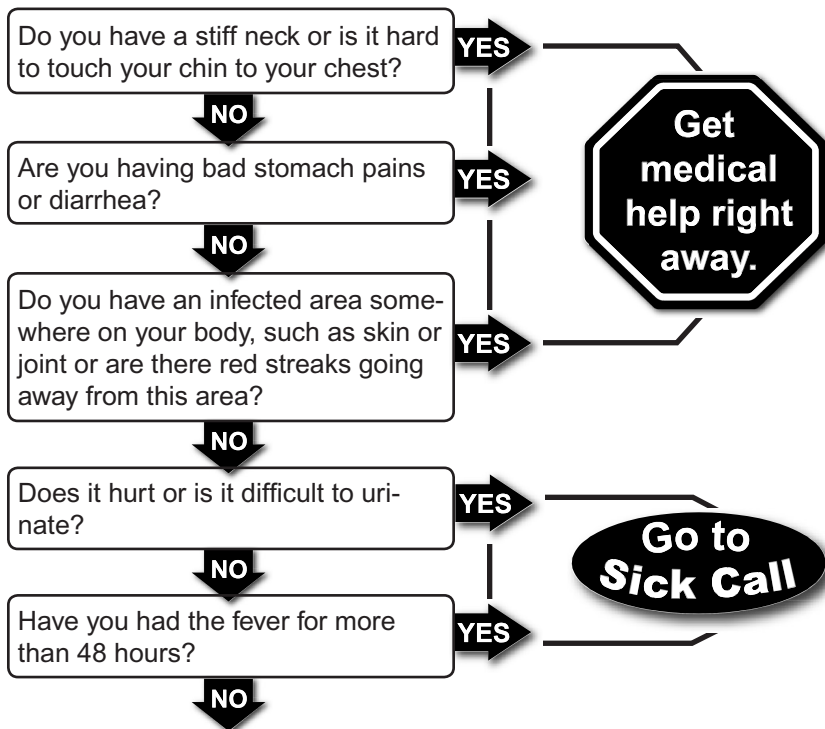 Do you have a stiff neck or is it hard
to touch your chin to your chest?
YES
NO
Are you having bad stomach pains
or diarrhea?
YES
NO
Do you have an infected area some-
where on your body, such as skin or
joint or are there red streaks going
away from this area?
YES
NO
Get
medical
help right
away.
Does it hurt or is it difficult to uri-
nate?
YES
NO
Have you had the fever for more
than 48 hours?
YES
NO
Go to
Sick Call